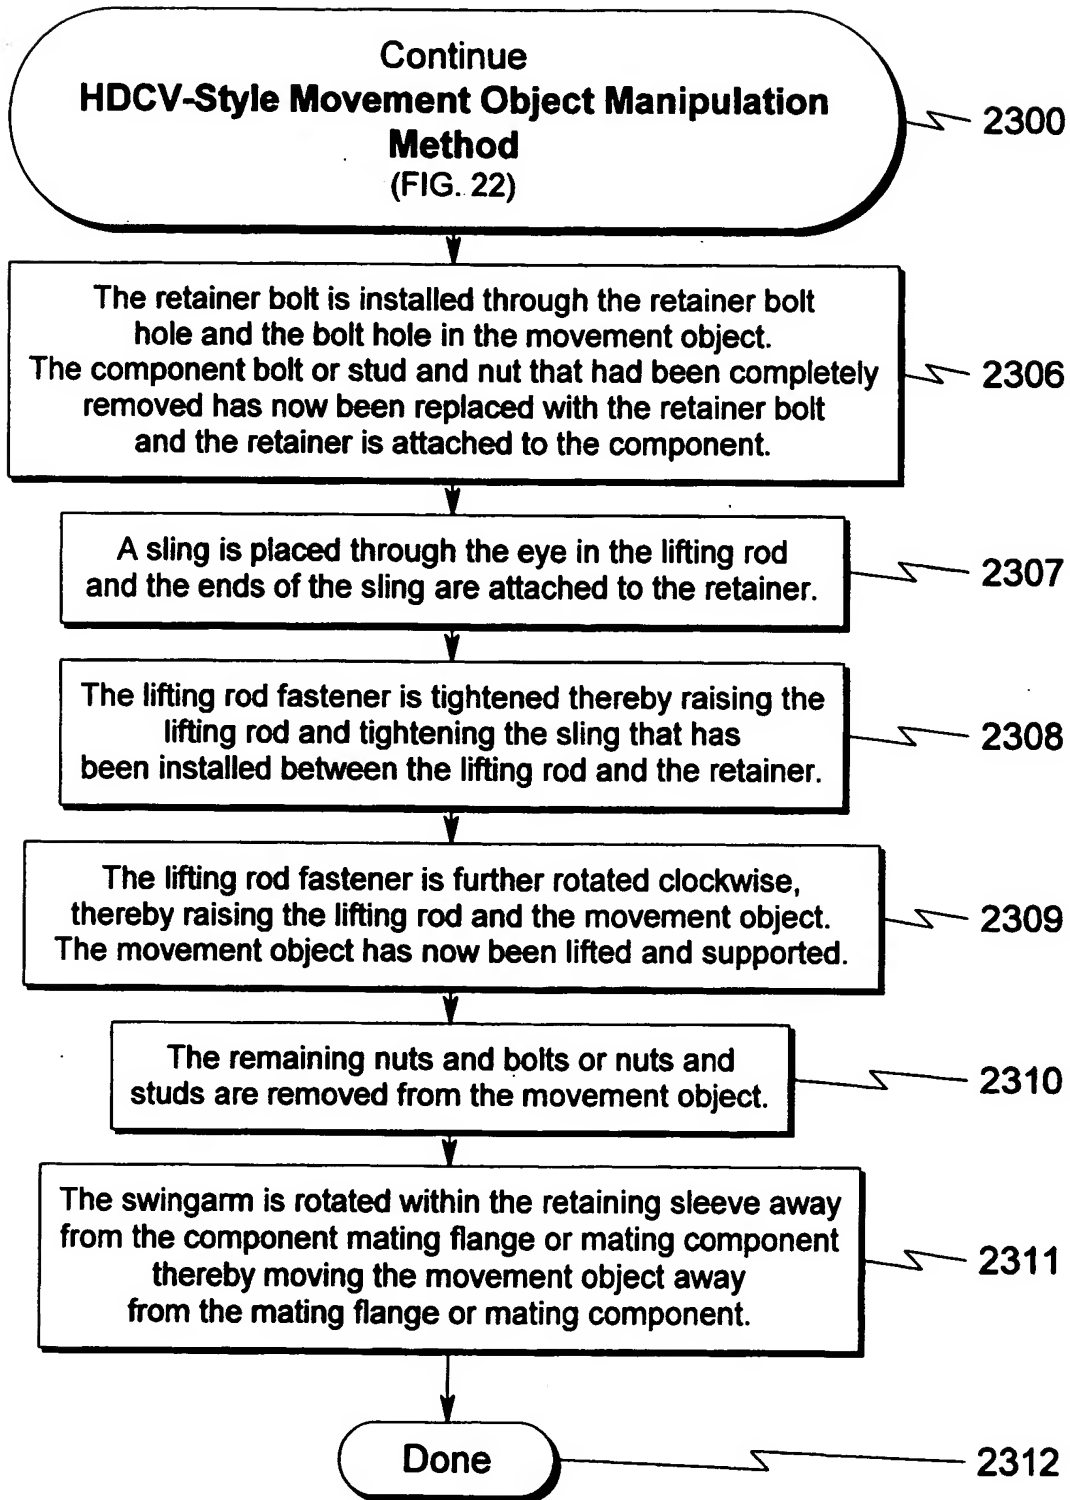 Continue
HDCV-Style Movement Object Manipulation
Method
(FIG. 22)
2300
The retainer bolt is installed through the retainer bolt
hole and the bolt hole in the movement object.
The component bolt or stud and nut that had been completely
removed has now been replaced with the retainer bolt
and the retainer is attached to the component.
2306
A sling is placed through the eye in the lifting rod
and the ends of the sling are attached to the retainer.
2307
The lifting rod fastener is tightened thereby raising the
lifting rod and tightening the sling that has
been installed between the lifting rod and the retainer.
2308
The lifting rod fastener is further rotated clockwise,
thereby raising the lifting rod and the movement object.
The movement object has now been lifted and supported.
2309
The remaining nuts and bolts or nuts and
studs are removed from the movement object.
2310
The swingarm is rotated within the retaining sleeve away
from the component mating flange or mating component
thereby moving the movement object away
from the mating flange or mating component.
2311
Done
2312